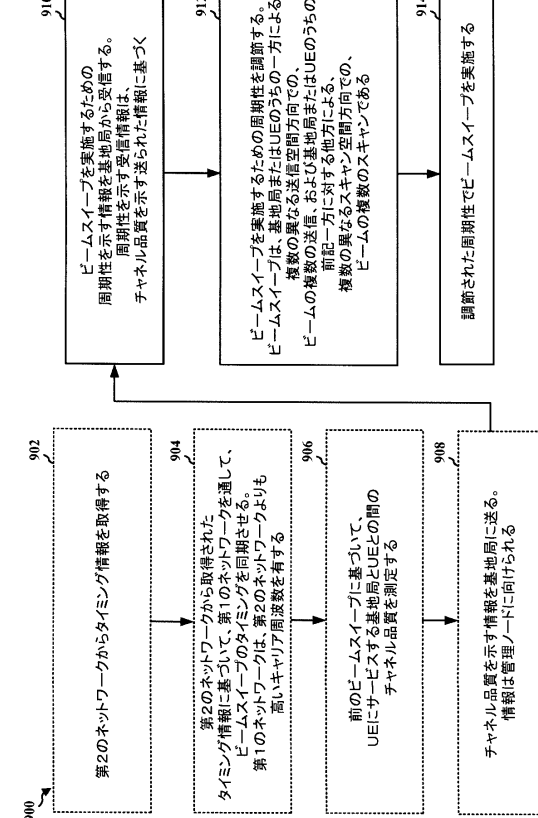 900
902
第2のネットワークからタイミング情報を取得する
904
第2のネットワークから取得された
タイミング情報に基づいて、第1のネットワークを通して、
ビームスイープのタイミングを同期させる。
第1のネットワークは、第2のネットワークよりも
高いキャリア周波数を有する
906
前のビームスイープに基づいて、
UEにサービスする基地局とUEとの間の
チャネル品質を測定する
908
チャネル品質を示す情報を基地局に送る。
情報は管理ノードに向けられる
910
ビームスイープを実施するための
周期性を示す情報を基地局から受信する。
周期性を示す受信情報は、
チャネル品質を示す送られた情報に基づく
912
ビームスイープを実施するための周期性を調節する。
ビームスイープは、基地局またはUEのうちの一方による、
複数の異なる送信空間方向での、
ビームの複数の送信、および基地局またはUEのうちの
前記一方に対する他方による、
複数の異なるスキャン空間方向での、
ビームの複数のスキャンである
914
調節された周期性でビームスイープを実施する